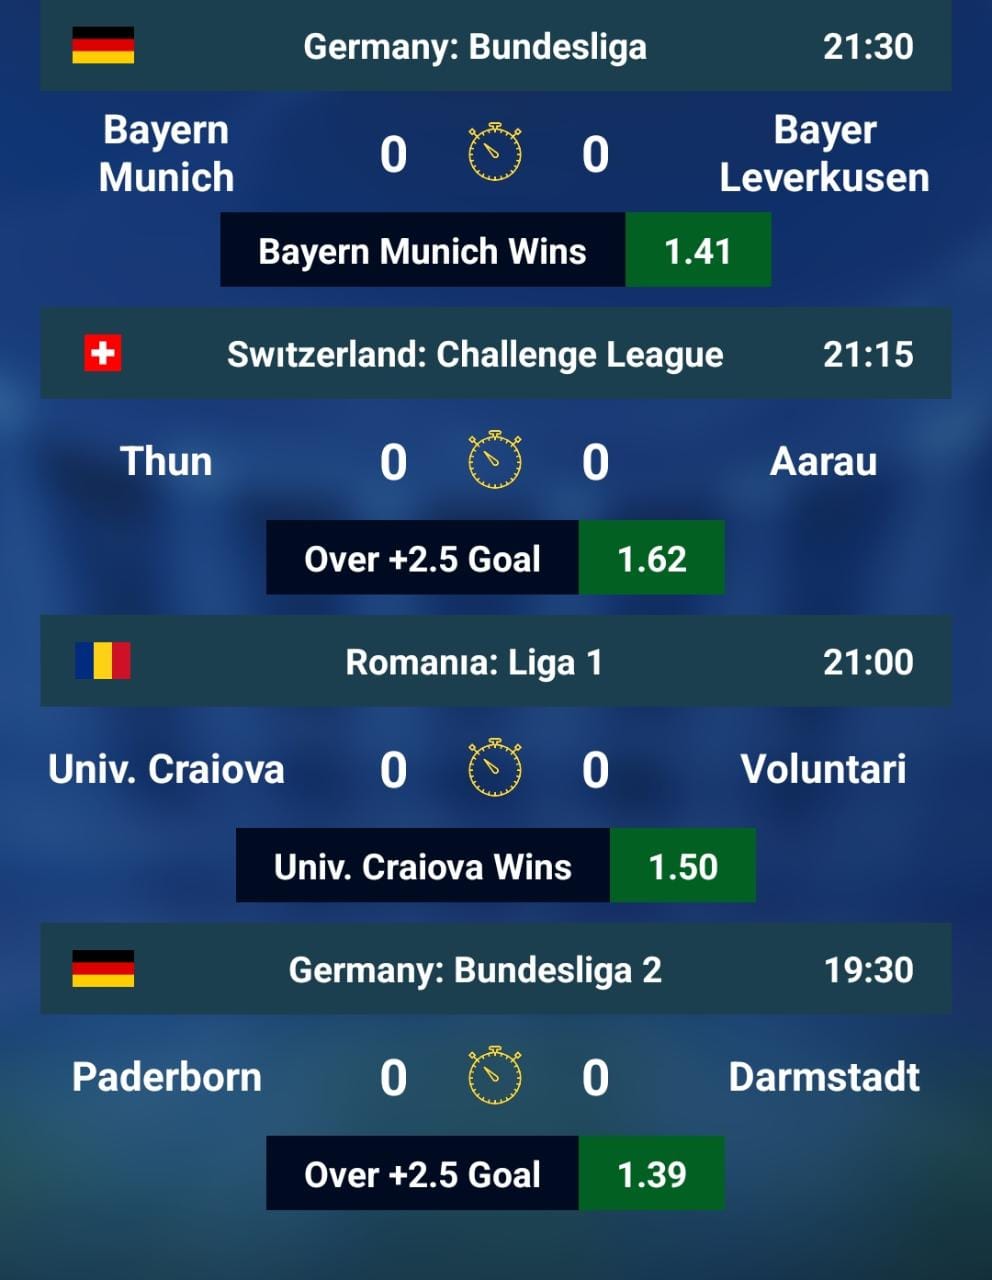 Germany: Bundesliga 21:30
Bayern Munich 0 0 Bayer Leverkusen
Bayern Munich Wins 1.41
Swıtzerland: Challenge League 21:15
Thun 0 0 Aarau
Over +2.5 Goal 1.62
Romanıa: Liga 1 21:00
Univ. Craiova 0 0 Voluntari
Univ. Craiova Wins 1.50
Germany: Bundesliga 2 19:30
Paderborn 0 0 Darmstadt
Over +2.5 Goal 1.39